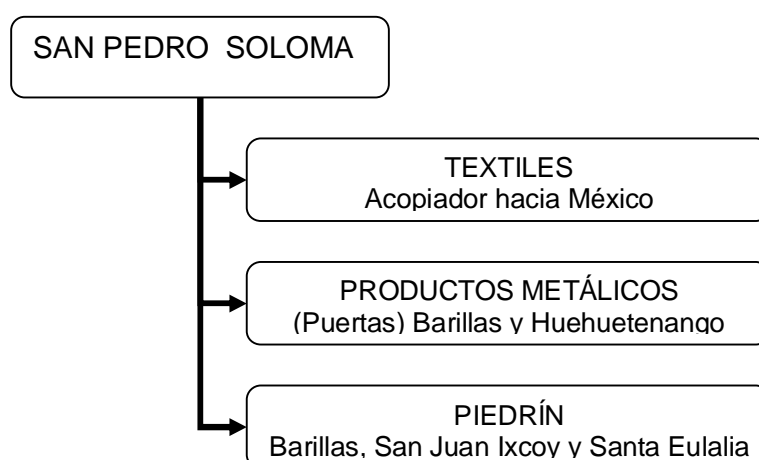 SAN PEDRO  SOLOMA
TEXTILES
Acopiador hacia México
PRODUCTOS METÁLICOS
(Puertas) Barillas y Huehuetenango
PIEDRÍN
Barillas, San Juan Ixcoy y Santa Eulalia